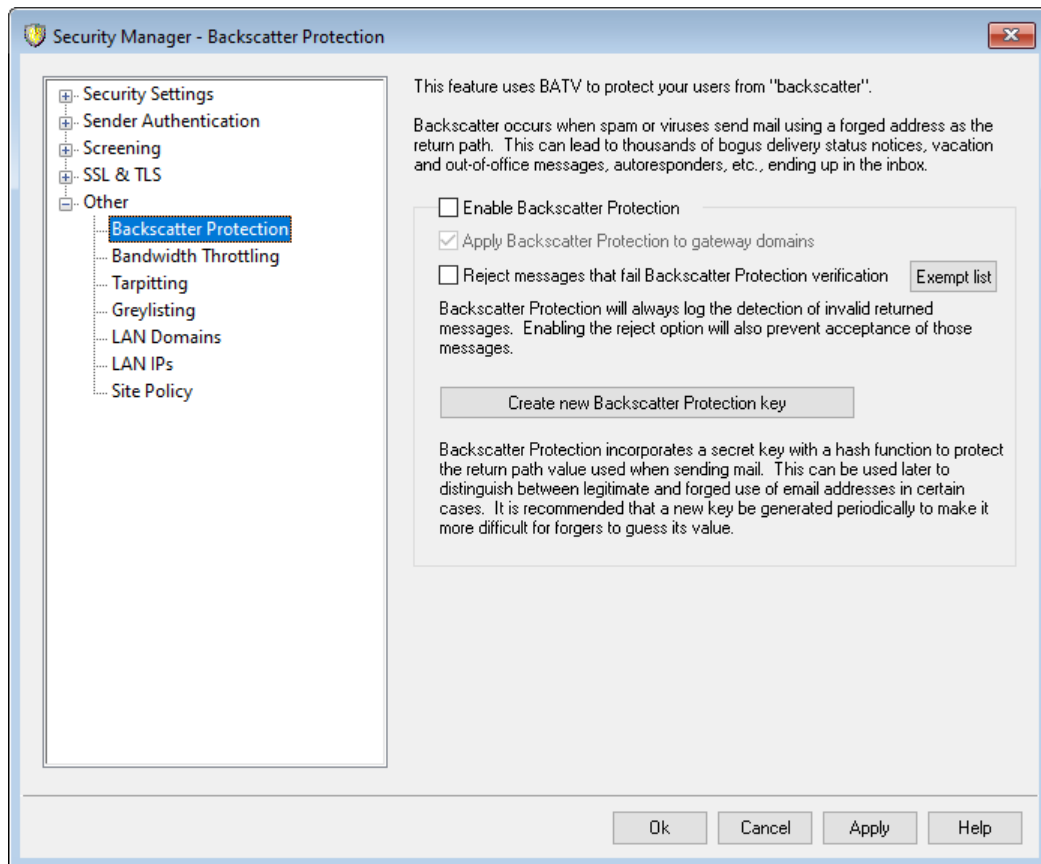 Security Manager - Backscatter Protection
Security Settings
Sender Authentication
Screening
SSL & TLS
Other
Backscatter Protection
Bandwidth Throttling
Tarpitting
Greylisting
LAN Domains
LAN IPs
Site Policy
This feature uses BATV to protect your users from "backscatter".
Backscatter occurs when spam or viruses send mail using a forged address as the
return path. This can lead to thousands of bogus delivery status notices, vacation
and out-of-office messages, autoresponders, etc., ending up in the inbox.
Enable Backscatter Protection
Apply Backscatter Protection to gateway domains
Reject messages that fail Backscatter Protection verification
Exempt list
Backscatter Protection will always log the detection of invalid returned
messages. Enabling the reject option will also prevent acceptance of those
messages.
Create new Backscatter Protection key
Backscatter Protection incorporates a secret key with a hash function to protect
the return path value used when sending mail. This can be used later to
distinguish between legitimate and forged use of email addresses in certain
cases. It is recommended that a new key be generated periodically to make it
more difficult for forgers to guess its value.
Ok
Cancel
Apply
Help